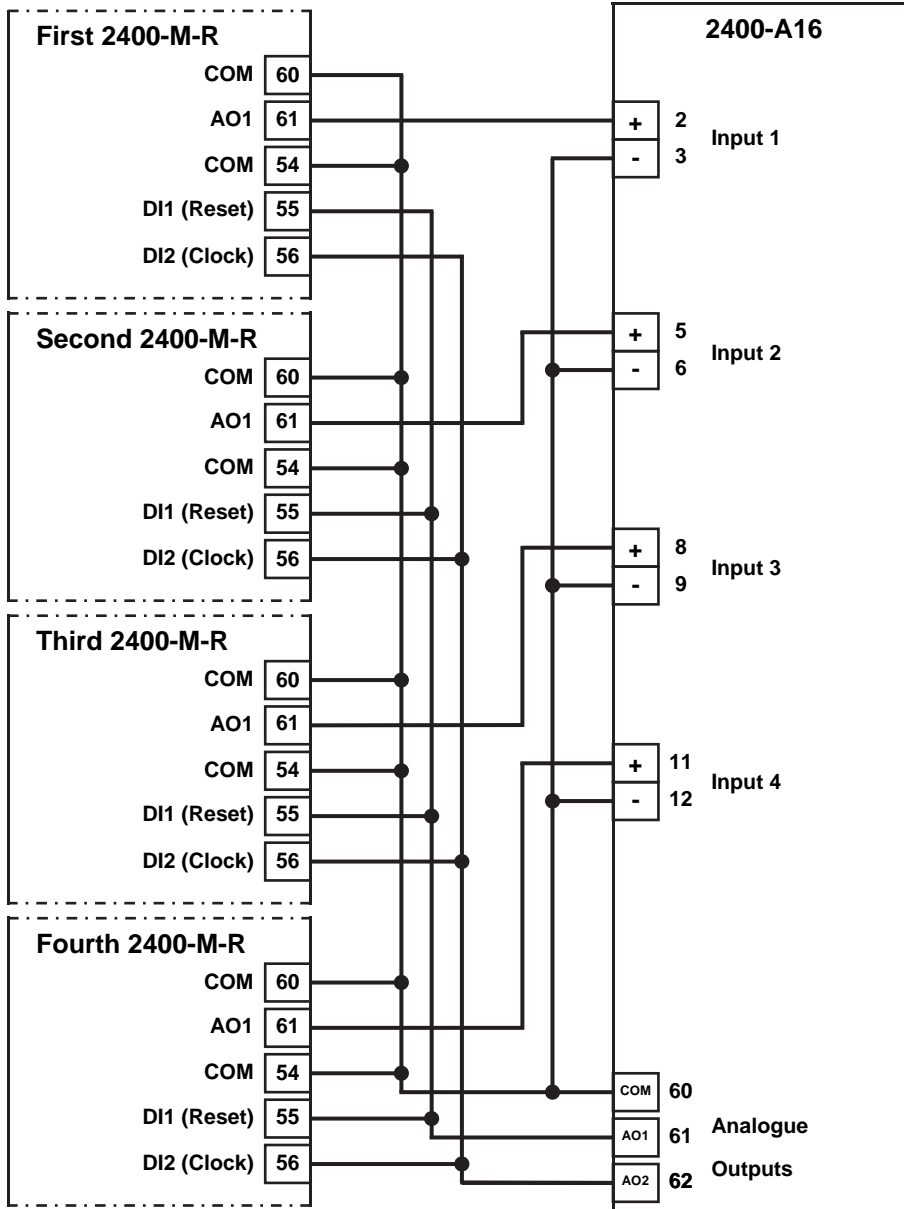 First 2400-M-R
COM 60
AO1 61
COM 54
DI1 (Reset) 55
DI2 (Clock) 56
Second 2400-M-R
COM 60
AO1 61
COM 54
DI1 (Reset) 55
DI2 (Clock) 56
Third 2400-M-R
COM 60
AO1 61
COM 54
DI1 (Reset) 55
DI2 (Clock) 56
Fourth 2400-M-R
COM 60
AO1 61
COM 54
DI1 (Reset) 55
DI2 (Clock) 56
2400-A16
+ 2
Input 1
- 3
+ 5
Input 2
- 6
+ 8
Input 3
- 9
+ 11
Input 4
- 12
COM 60
AO1 61
AO2 62
Analogue
Outputs